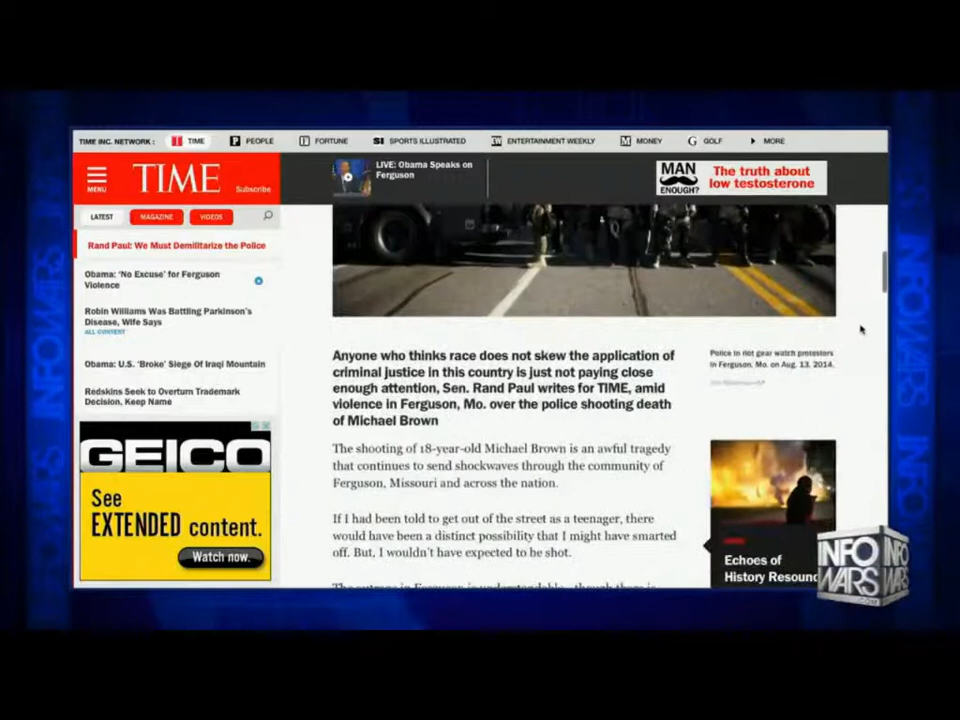 TIME INC. NETWORK :
TIME
PEOPLE
FORTUNE
SPORTS ILLUSTRATED
ENTERTAINMENT WEEKLY
MONEY
GOLF
MORE
MENU
TIME
Subscribe
LIVE: Obama Speaks on
Ferguson
MAN
ENOUGH?
The truth about
low testosterone
LATEST
MAGAZINE
VIDEOS
Rand Paul: We Must Demilitarize the Police
Obama: 'No Excuse' for Ferguson
Violence
Robin Williams Was Battling Parkinson's
Disease, Wife Says
ALL CONTENT
Obama: U.S. 'Broke' Siege Of Iraqi Mountain
Redskins Seek to Overturn Trademark
Decision, Keep Name
GEICO
See
EXTENDED content.
Watch now.
Anyone who thinks race does not skew the application of
criminal justice in this country is just not paying close
enough attention, Sen. Rand Paul writes for TIME, amid
violence in Ferguson, Mo. over the police shooting death
of Michael Brown
The shooting of 18-year-old Michael Brown is an awful tragedy
that continues to send shockwaves through the community of
Ferguson, Missouri and across the nation.
If I had been told to get out of the street as a teenager, there
would have been a distinct possibility that I might have smarted
off. But, I wouldn't have expected to be shot.
Police in riot gear watch protesters
in Ferguson, Mo. on Aug. 13, 2014.
Echoes of
History Resoun
INFO
WARS
.COM
INFO
WARS
INFOWARS
INFO